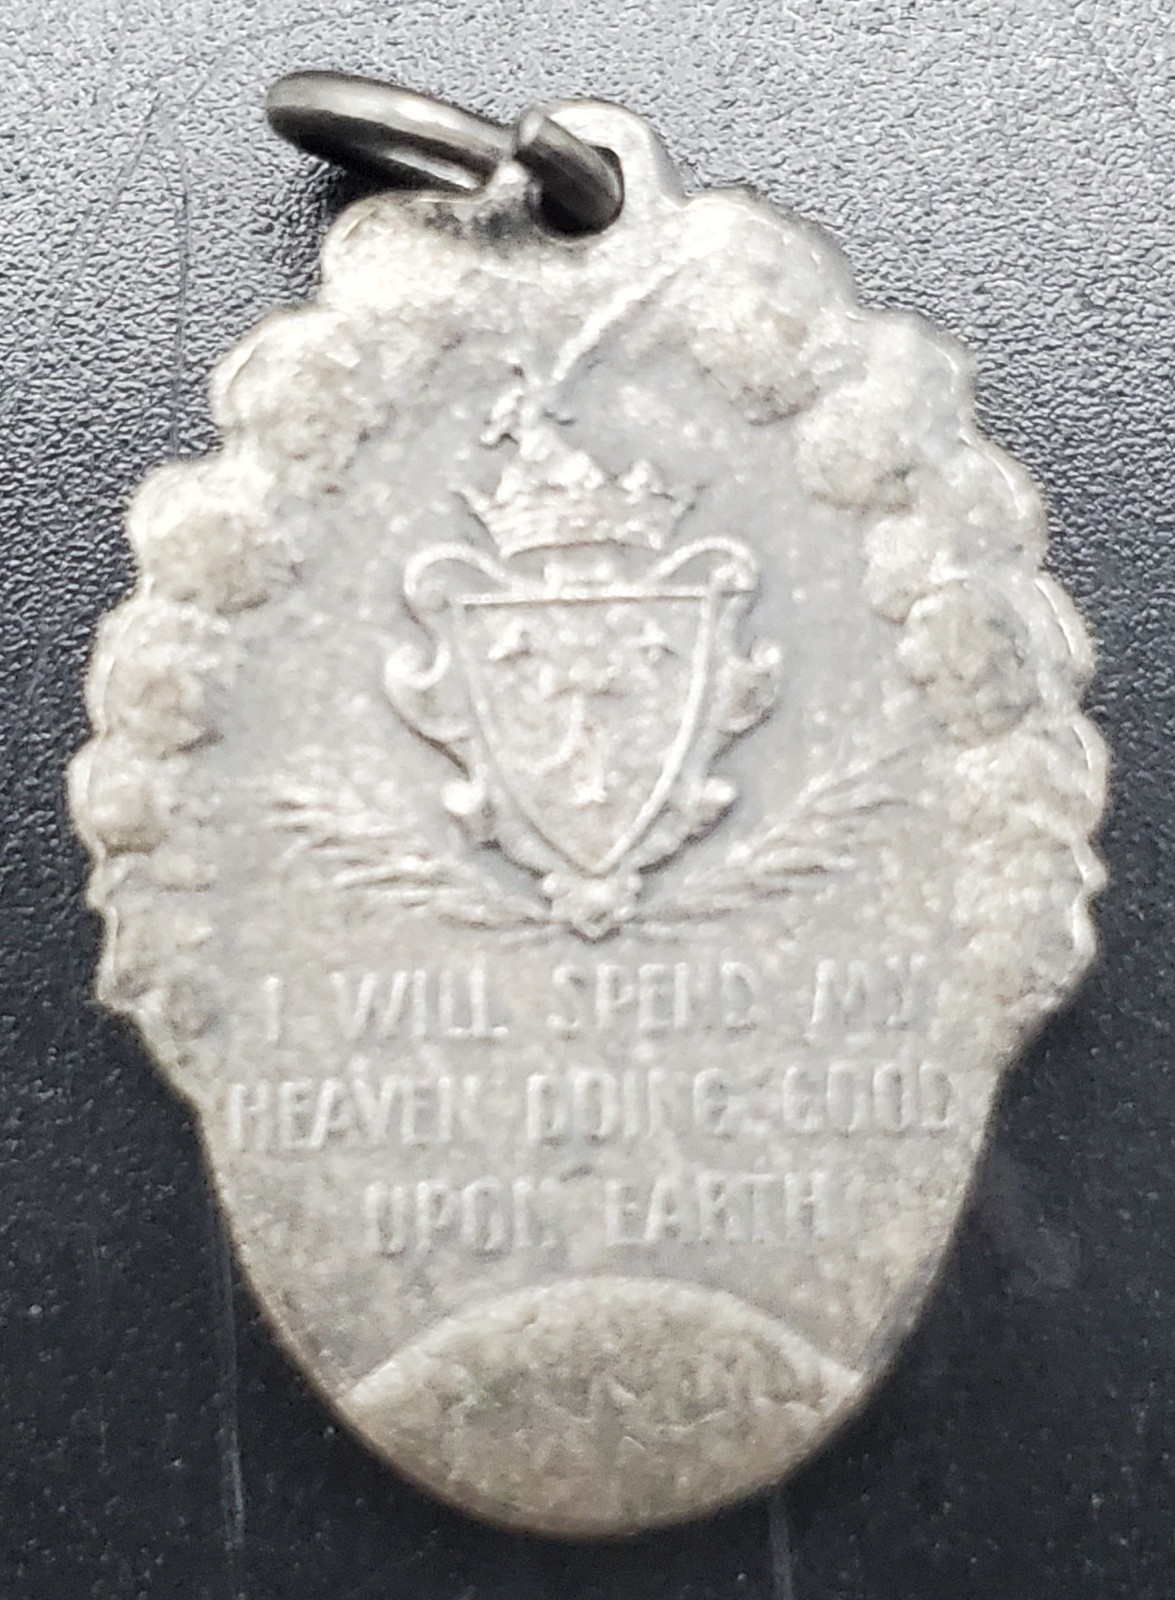 I WILL SPEND MY
HEAVEN DOING GOOD
UPON EARTH